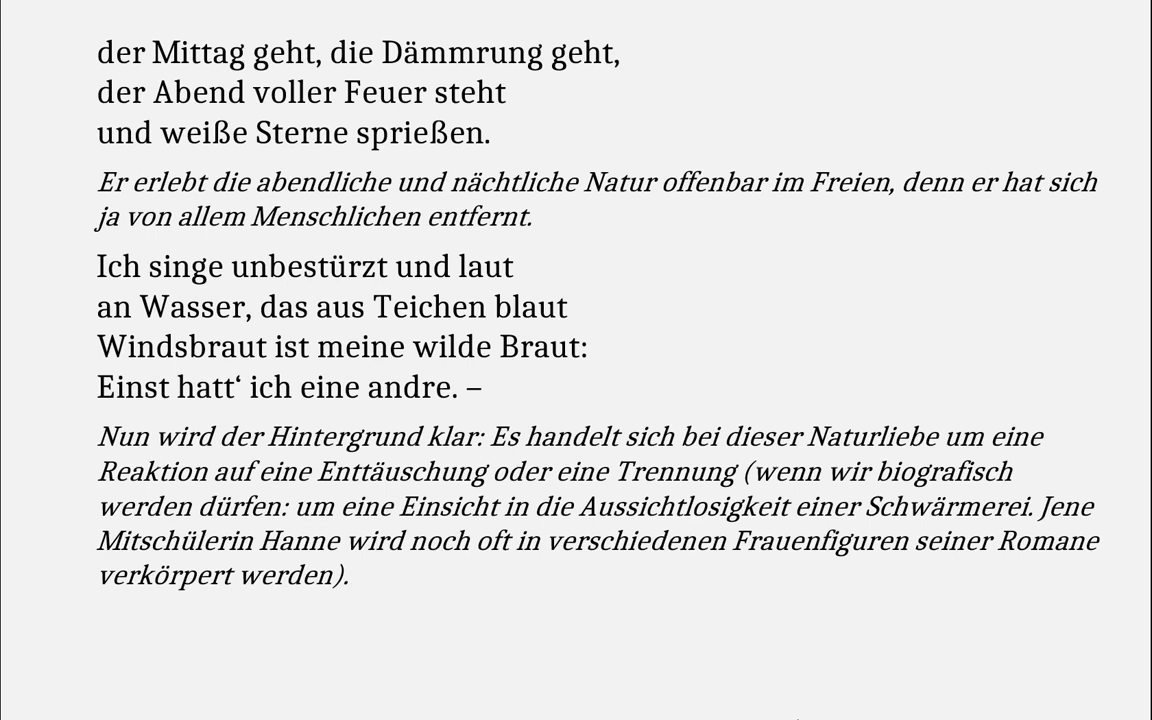 der Mittag geht, die Dämmrung geht,
der Abend voller Feuer steht
und weiße Sterne sprießen.
Er erlebt die abendliche und nächtliche Natur offenbar im Freien, denn er hat sich
ja von allem Menschlichen entfernt.
Ich singe unbestürzt und laut
an Wasser, das aus Teichen blaut
Windsbraut ist meine wilde Braut:
Einst hatt‘ ich eine andre. –
Nun wird der Hintergrund klar: Es handelt sich bei dieser Naturliebe um eine
Reaktion auf eine Enttäuschung oder eine Trennung (wenn wir biografisch
werden dürfen: um eine Einsicht in die Aussichtlosigkeit einer Schwärmerei. Jene
Mitschülerin Hanne wird noch oft in verschiedenen Frauenfiguren seiner Romane
verkörpert werden).